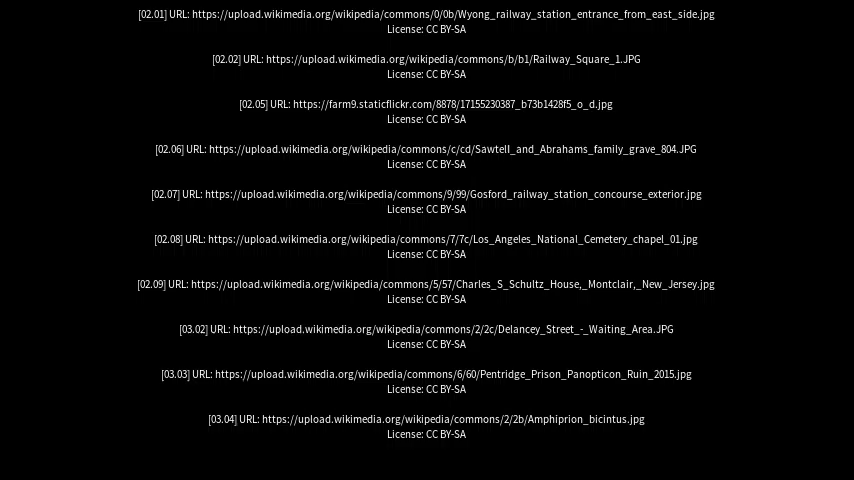 [02.01] URL: https://upload.wikimedia.org/wikipedia/commons/0/0b/Wyong_railway_station_entrance_from_east_side.jpg
License: CC BY-SA
[02.02] URL: https://upload.wikimedia.org/wikipedia/commons/b/b1/Railway_Square_1.JPG
License: CC BY-SA
[02.05] URL: https://farm9.staticflickr.com/8878/17155230387_b73b1428f5_o_d.jpg
License: CC BY-SA
[02.06] URL: https://upload.wikimedia.org/wikipedia/commons/c/cd/Sawtell_and_Abrahams_family_grave_804.JPG
License: CC BY-SA
[02.07] URL: https://upload.wikimedia.org/wikipedia/commons/9/99/Gosford_railway_station_concourse_exterior.jpg
License: CC BY-SA
[02.08] URL: https://upload.wikimedia.org/wikipedia/commons/7/7c/Los_Angeles_National_Cemetery_chapel_01.jpg
License: CC BY-SA
[02.09] URL: https://upload.wikimedia.org/wikipedia/commons/5/57/Charles_S_Schultz_House,_Montclair,_New_Jersey.jpg
License: CC BY-SA
[03.02] URL: https://upload.wikimedia.org/wikipedia/commons/2/2c/Delancey_Street_-_Waiting_Area.JPG
License: CC BY-SA
[03.03] URL: https://upload.wikimedia.org/wikipedia/commons/6/60/Pentridge_Prison_Panopticon_Ruin_2015.jpg
License: CC BY-SA
[03.04] URL: https://upload.wikimedia.org/wikipedia/commons/2/2b/Amphiprion_bicintus.jpg
License: CC BY-SA